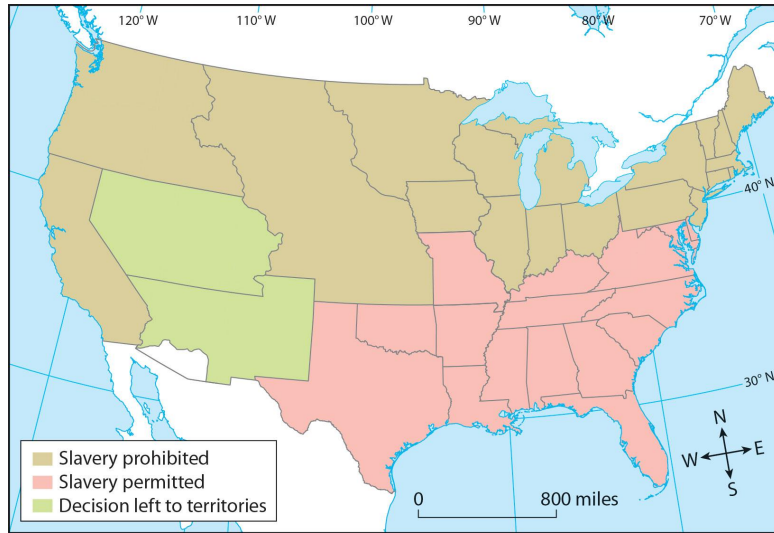 120°W 110°W 100°W 90°W 80°W 70°W
40° N
30° N
N
W E
S
Slavery prohibited
Slavery permitted
Decision left to territories
0 800 miles